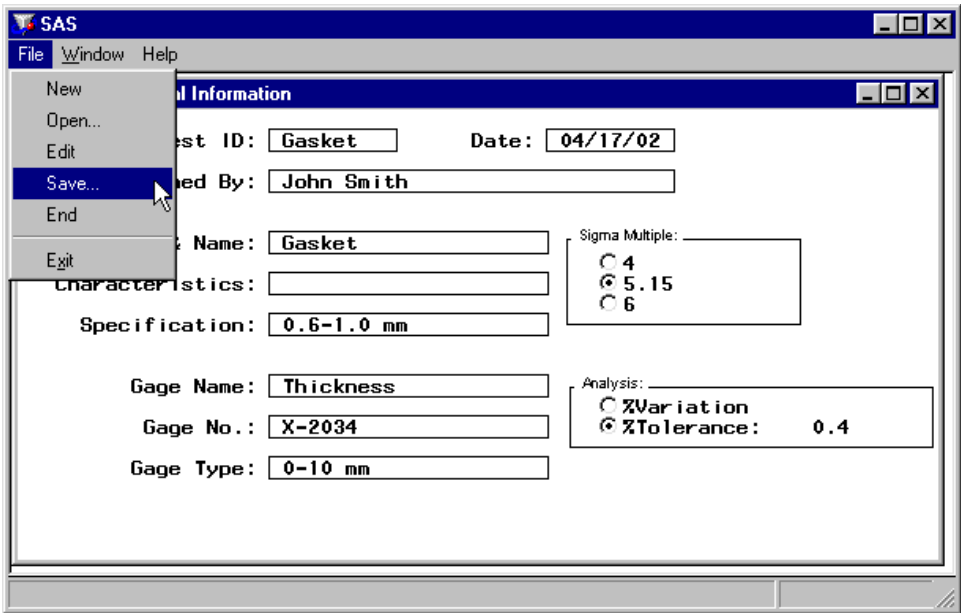 SAS
File Window Help
New
Open...
Edit
Save...
End
Exit
l Information
est ID: Gasket Date: 04/17/02
ed By: John Smith
& Name: Gasket
Characteristics:
Specification: 0.6-1.0 mm
Sigma Multiple:
4
5.15
6
Gage Name: Thickness
Gage No.: X-2034
Gage Type: 0-10 mm
Analysis:
%Variation
%Tolerance: 0.4